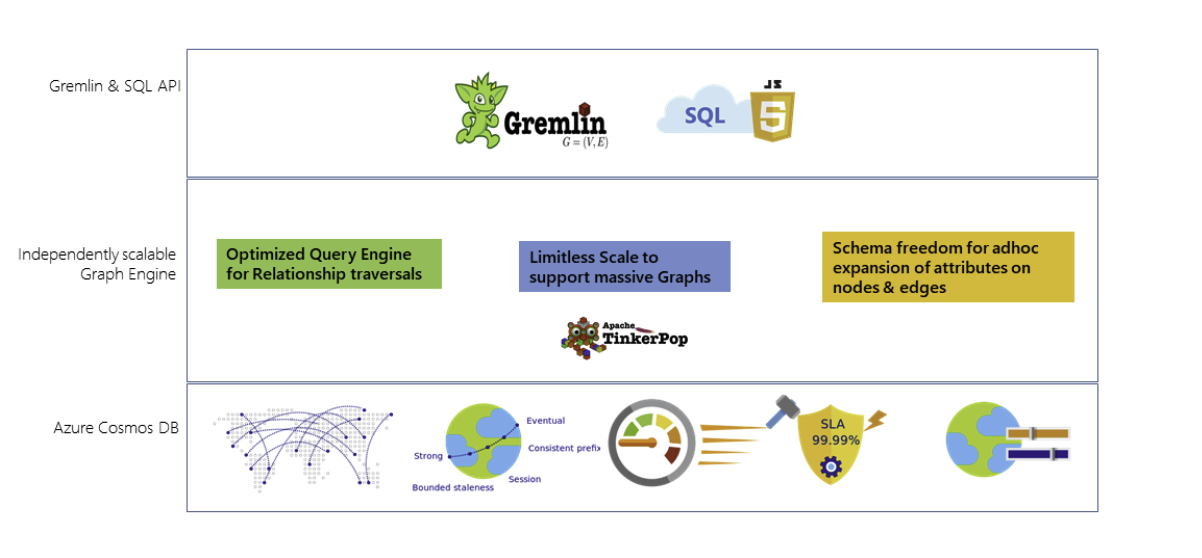 Gremlin & SQL API
Gremlin
G = (V, E)
SQL
JS
5
Independently scalable
Graph Engine
Optimized Query Engine
for Relationship traversals
Limitless Scale to
support massive Graphs
Schema freedom for adhoc
expansion of attributes on
nodes & edges
Apache
TinkerPop
Azure Cosmos DB
Eventual
Consistent prefix
Strong
Session
Bounded staleness
SLA
99.99%